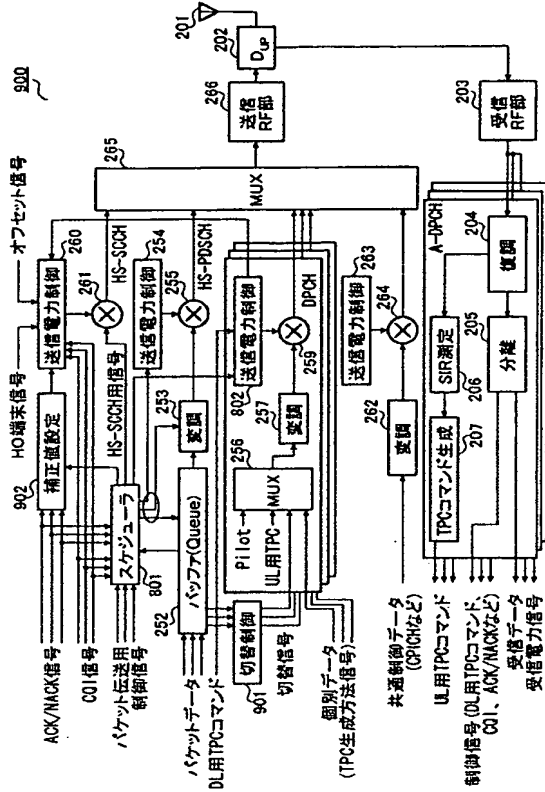 900
オフセット信号
HO端末信号
260
送信電力制御
261
HS-SCCH
254
送信電力制御
255
HS-PDSCH
265
MUX
266
送信
RF部
201
202
DUP
902
補正値設定
HS-SCCH用信号
スケジューラ
801
253
変調
252
バッファ(Queue)
802
送信電力制御
DPCH
259
257
変調
256
MUX
Pilot
UL用TPC
263
送信電力制御
264
262
変調
203
受信
RF部
A-DPCH
204
復調
205
分離
SIR測定
206
207
TPCコマンド生成
901
切替制御
ACK/NACK信号
CQI信号
パケット伝送用
制御信号
パケットデータ
DL用TPCコマンド
切替信号
個別データ
(TPC生成方法信号)
共通制御データ
(CPICHなど)
UL用TPCコマンド
制御信号(DL用TPCコマンド、
CQI、ACK/NACKなど)
受信データ
受信電力信号